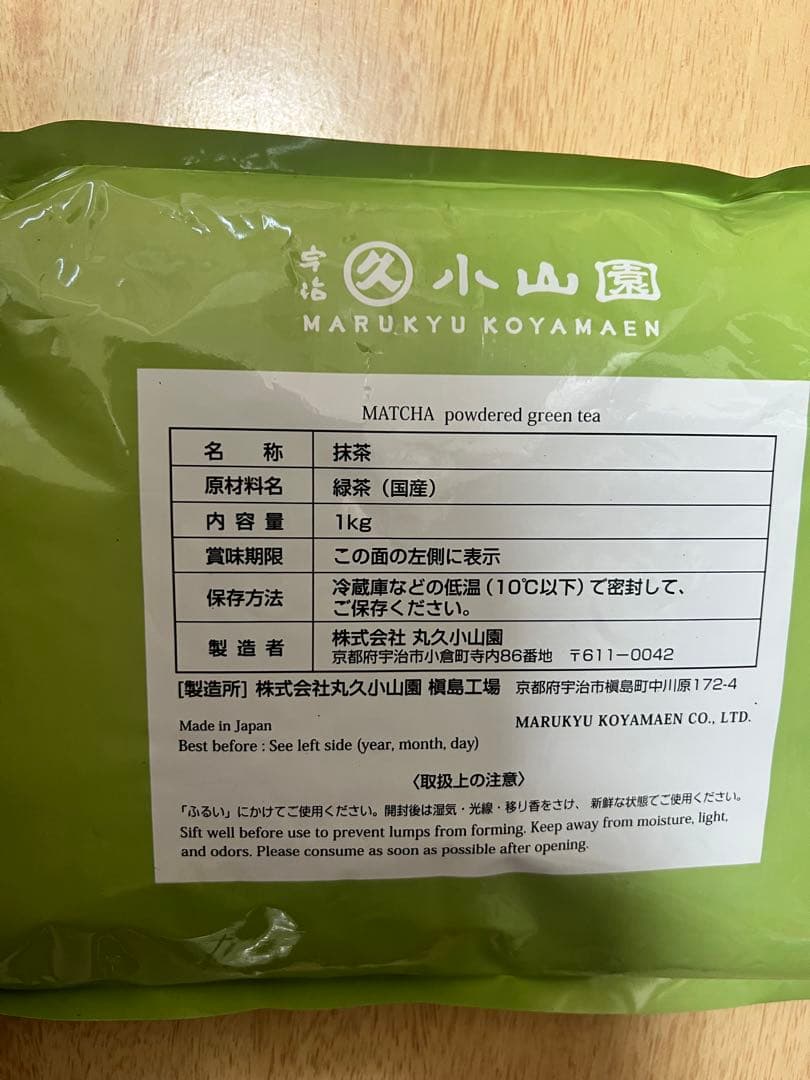 宇治 久 小山園
MARUKYU KOYAMAEN
MATCHA powdered green tea
名 称 抹茶
原材料名 緑茶（国産）
内容量 1kg
賞味期限 この面の左側に表示
保存方法 冷蔵庫などの低温（10℃以下）で密封して、
ご保存ください。
製造者 株式会社 丸久小山園
京都府宇治市小倉町寺内86番地 〒611－0042
[製造所] 株式会社丸久小山園 槇島工場 京都府宇治市槇島町中川原172-4
Made in Japan MARUKYU KOYAMAEN CO., LTD.
Best before : See left side (year, month, day)
〈取扱上の注意〉
「ふるい」にかけてご使用ください。開封後は湿気・光線・移り香をさけ、新鮮な状態でご使用ください。
Sift well before use to prevent lumps from forming. Keep away from moisture, light,
and odors. Please consume as soon as possible after opening.